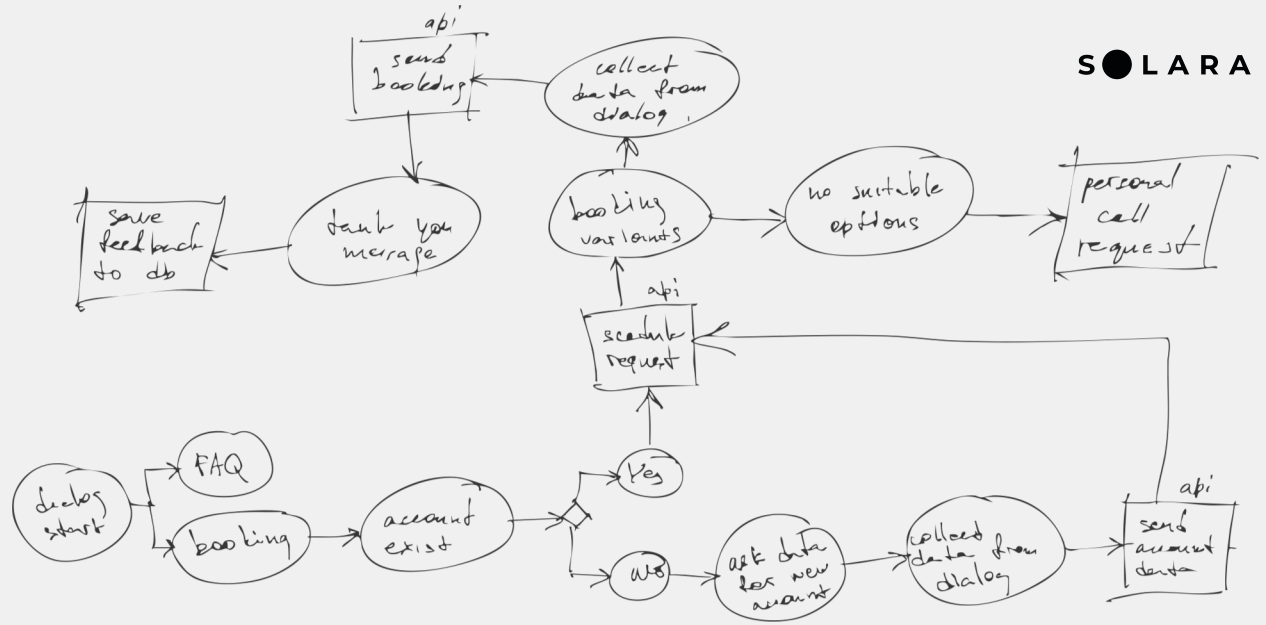 api
send
booking
collect
data from
dialog
SOLARA
save
feedback
to db
tank you
message
booking
variants
no suitable
options
personal
call
request
api
scedule
request
dialog
start
FAQ
booking
account
exist
Yes
NO
ask data
for new
account
collect
data from
dialog
api
send
account
data